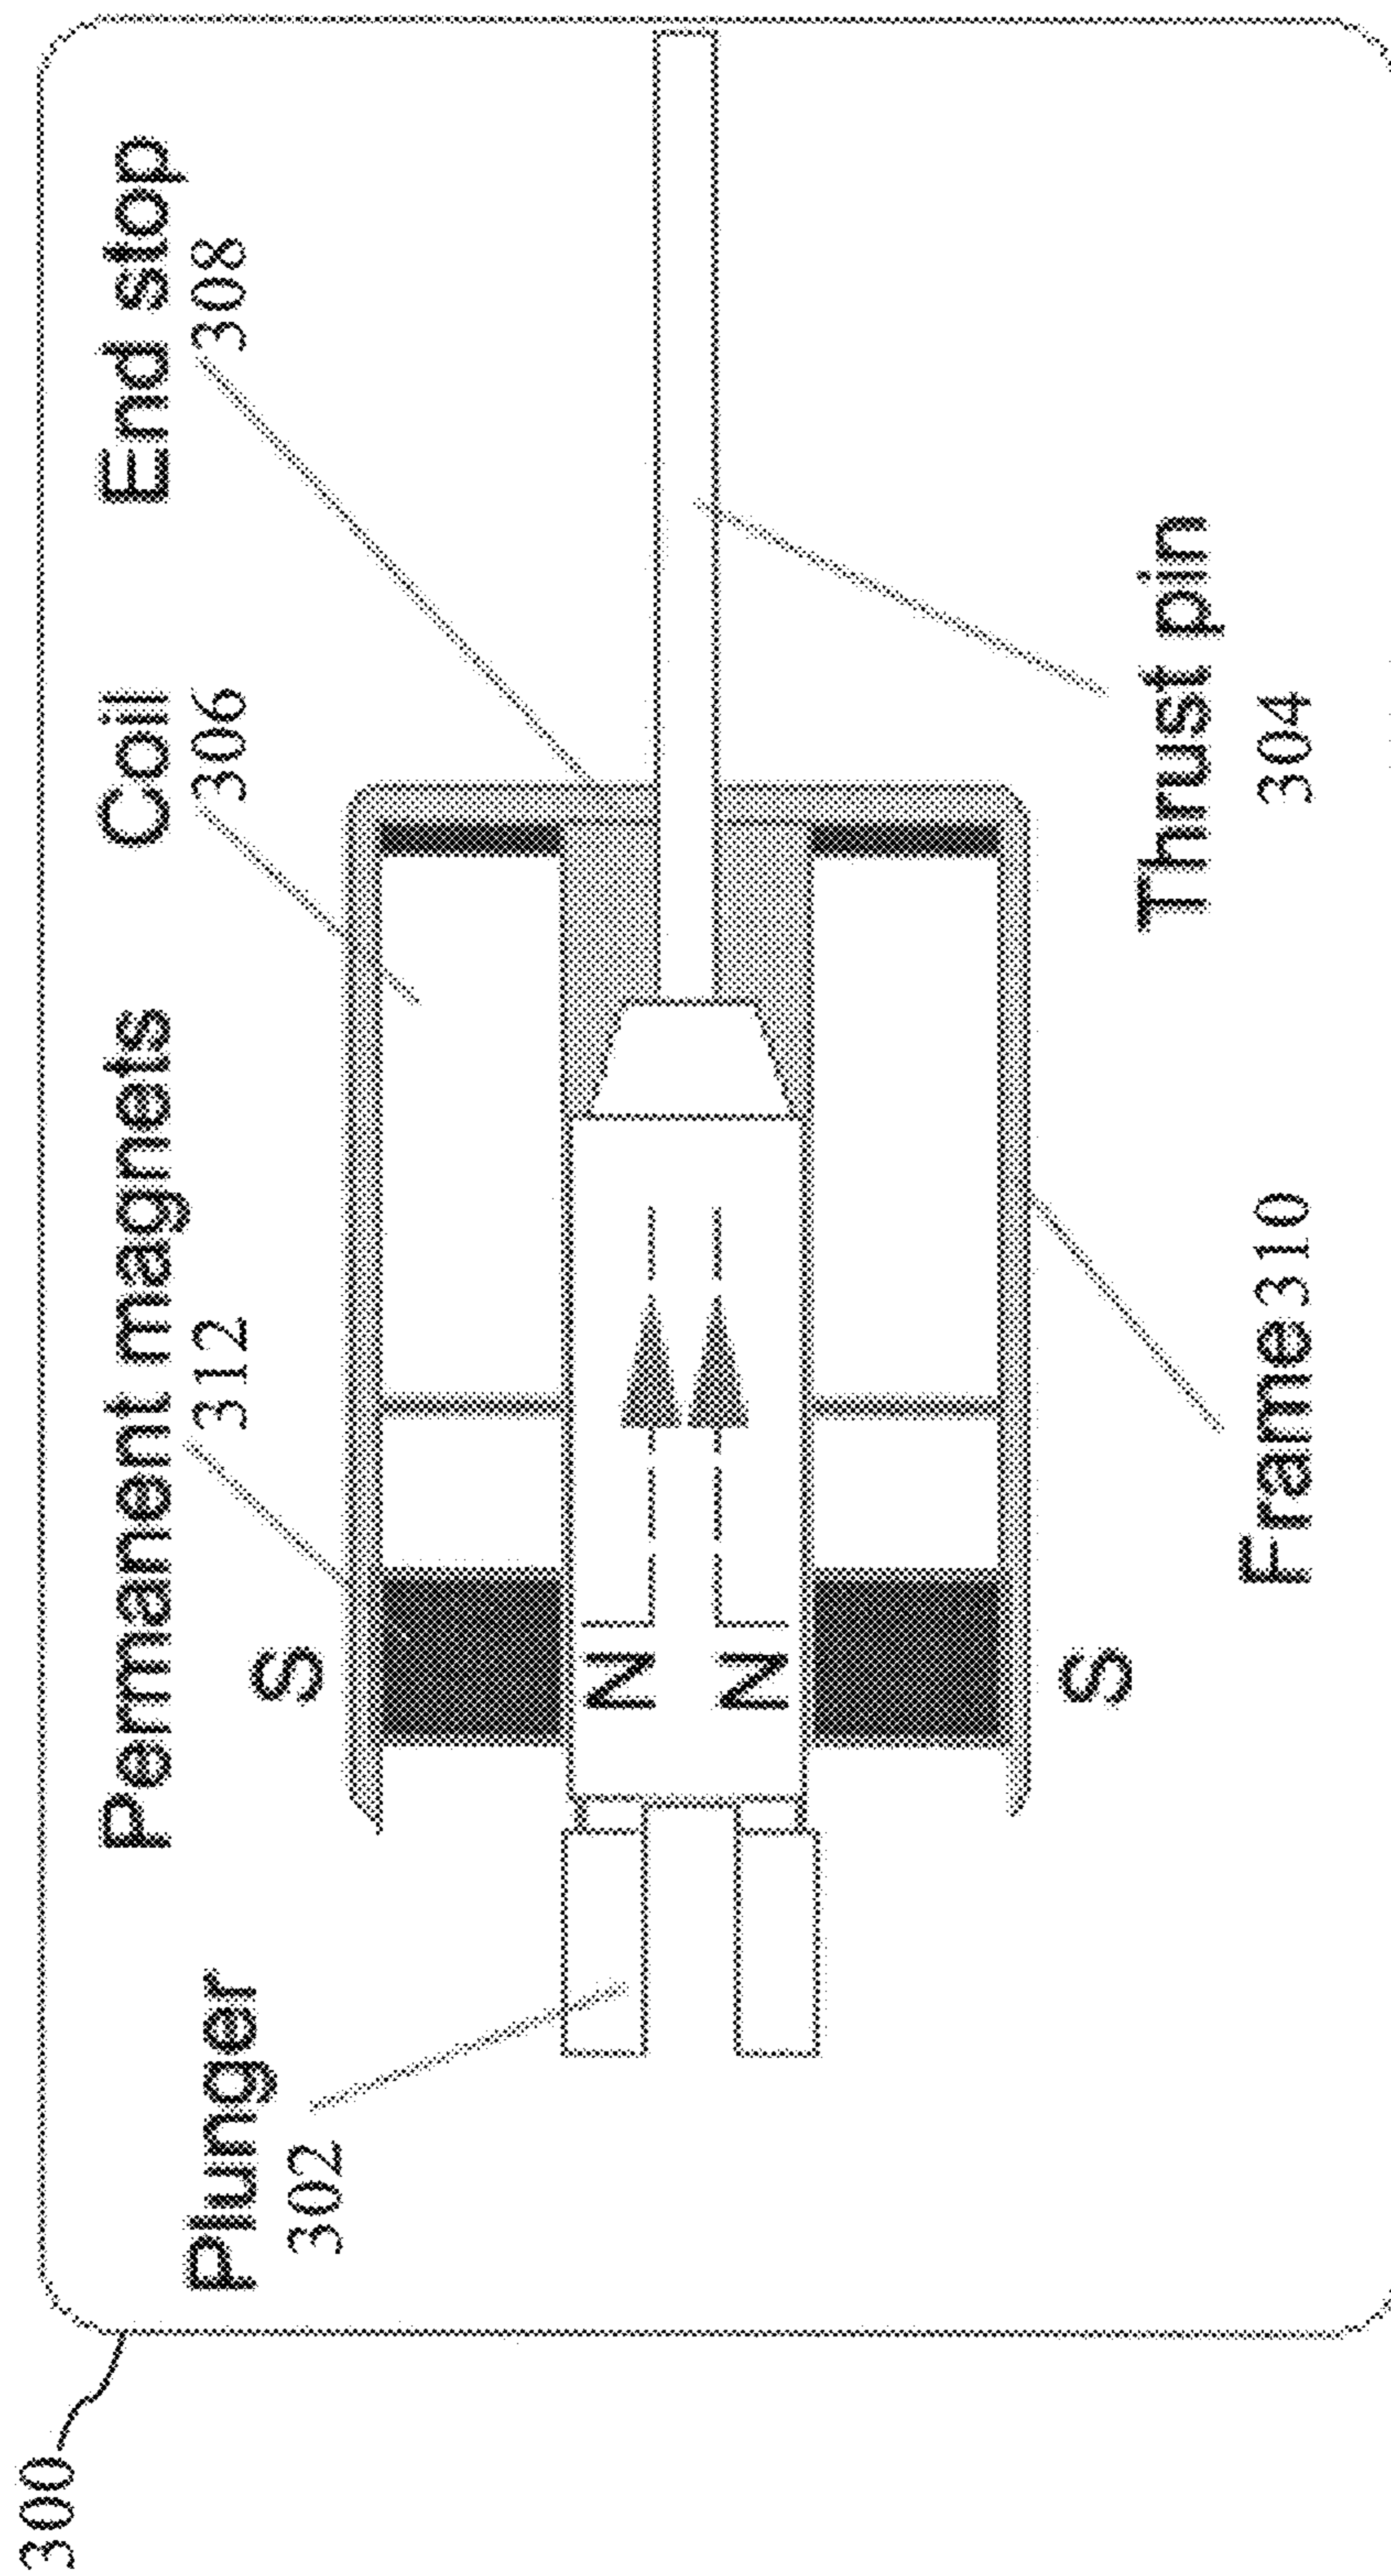 300
Plunger
302
Permanent magnets
312
Coil
306
End stop
308
S
N
N
S
Thrust pin
304
Frame 310